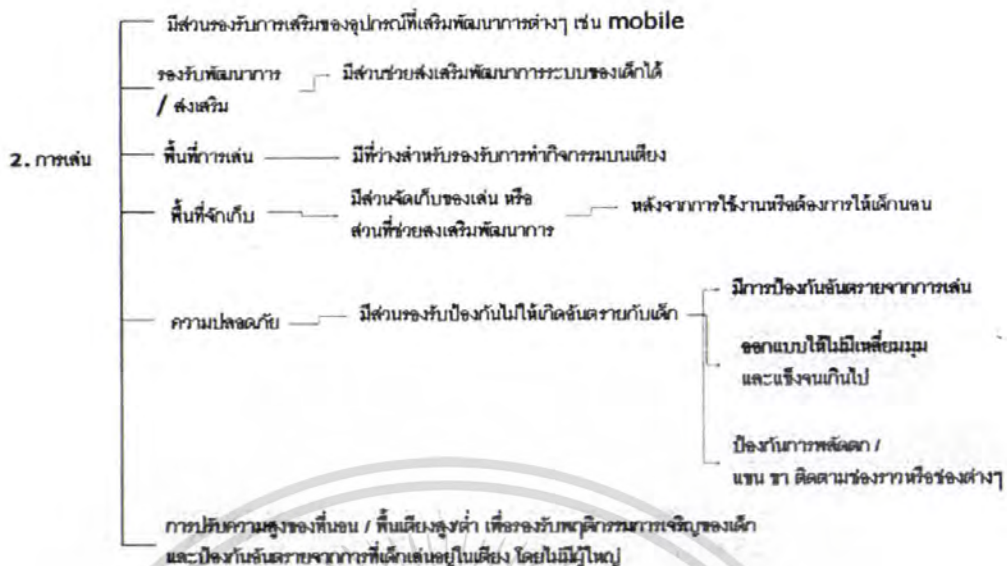 มีส่วนรองรับการเสริมของอุปกรณ์ที่เสริมพัฒนาการต่างๆ เช่น mobile
รองรับพัฒนาการ
/ ส่งเสริม
มีส่วนช่วยส่งเสริมพัฒนาการระบบของเด็กได้
2. การเล่น
พื้นที่การเล่น
มีที่ว่างสำหรับรองรับการทำกิจกรรมบนเตียง
พื้นที่จักเก็บ
มีส่วนจัดเก็บของเล่น หรือ
ส่วนที่ช่วยส่งเสริมพัฒนาการ
หลังจากการใช้งานหรือต้องการให้เด็กนอน
ความปลอดภัย
มีส่วนรองรับป้องกันไม่ให้เกิดอันตรายกับเด็ก
มีการป้องกันอันตรายจากการเล่น
ออกแบบให้ไม่มีเหลี่ยมมุม
และแข็งจนเกินไป
ป้องกันการพลัดตก /
แขน ขา ติดตามช่องราวหรือช่องต่างๆ
การปรับความสูงของที่นอน / พื้นเตียงสูง/ต่ำ เพื่อรองรับพฤติกรรมการเจริญของเด็ก
และป้องกันอันตรายจากการที่เด็กเล่นอยู่ในเตียง โดยไม่มีผู้ใหญ่